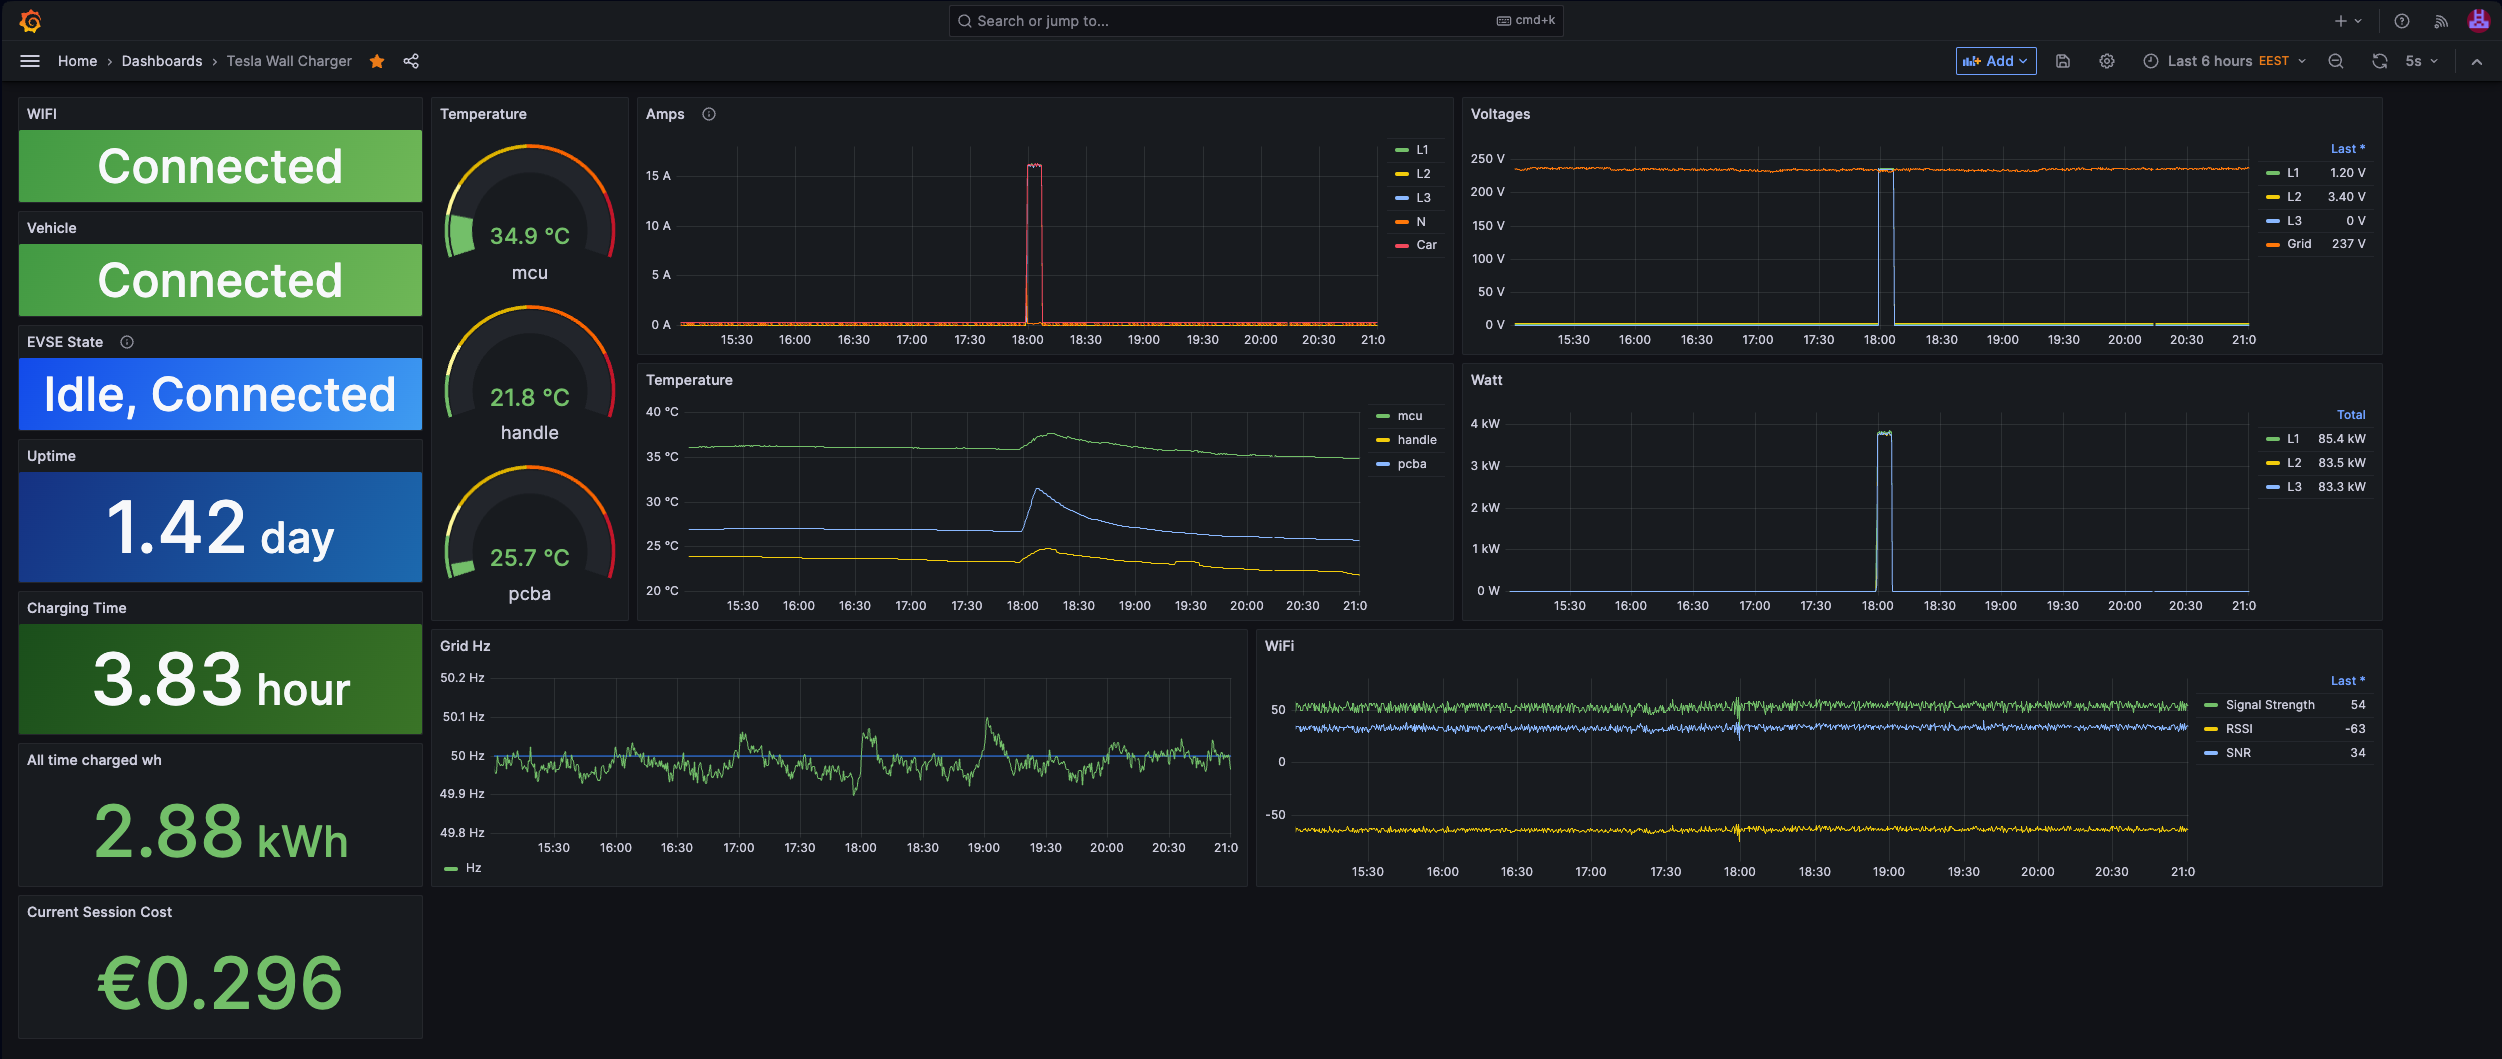 Search or jump to...
cmd+k
Home › Dashboards › Tesla Wall Charger
Add
Last 6 hours EEST
5s
WIFI
Connected
Vehicle
Connected
EVSE State
Idle, Connected
Uptime
1.42 day
Charging Time
3.83 hour
All time charged wh
2.88 kWh
Current Session Cost
€0.296
Temperature
34.9 °C
mcu
21.8 °C
handle
25.7 °C
pcba
Amps
15 A
10 A
5 A
0 A
15:30 16:00 16:30 17:00 17:30 18:00 18:30 19:00 19:30 20:00 20:30 21:0
L1
L2
L3
N
Car
Voltages
250 V
200 V
150 V
100 V
50 V
0 V
15:30 16:00 16:30 17:00 17:30 18:00 18:30 19:00 19:30 20:00 20:30 21:0
Last *
L1 1.20 V
L2 3.40 V
L3 0 V
Grid 237 V
Temperature
40 °C
35 °C
30 °C
25 °C
20 °C
15:30 16:00 16:30 17:00 17:30 18:00 18:30 19:00 19:30 20:00 20:30 21:0
mcu
handle
pcba
Watt
4 kW
3 kW
2 kW
1 kW
0 W
15:30 16:00 16:30 17:00 17:30 18:00 18:30 19:00 19:30 20:00 20:30 21:0
Total
L1 85.4 kW
L2 83.5 kW
L3 83.3 kW
Grid Hz
50.2 Hz
50.1 Hz
50 Hz
49.9 Hz
49.8 Hz
15:30 16:00 16:30 17:00 17:30 18:00 18:30 19:00 19:30 20:00 20:30 21:0
Hz
WiFi
50
0
-50
15:30 16:00 16:30 17:00 17:30 18:00 18:30 19:00 19:30 20:00 20:30 21:0
Last *
Signal Strength 54
RSSI -63
SNR 34